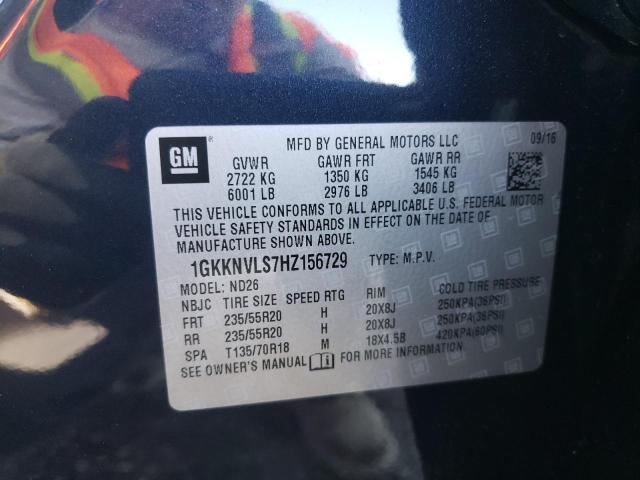 GM
MFD BY GENERAL MOTORS LLC 09/16
GVWR GAWR FRT GAWR RR
2722 KG 1350 KG 1545 KG
6001 LB 2976 LB 3406 LB
THIS VEHICLE CONFORMS TO ALL APPLICABLE U.S. FEDERAL MOTOR
VEHICLE SAFETY STANDARDS IN EFFECT ON THE DATE OF
MANUFACTURE SHOWN ABOVE.
1GKKNVLS7HZ156729 TYPE: M.P.V.
MODEL: ND26
NBJC TIRE SIZE SPEED RTG RIM COLD TIRE PRESSURE
FRT 235/55R20 H 20X8J 250KPA(36PSI)
RR 235/55R20 H 20X8J 250KPA(36PSI)
SPA T135/70R18 M 18X4.5B 420KPA(60PSI)
SEE OWNER'S MANUAL FOR MORE INFORMATION